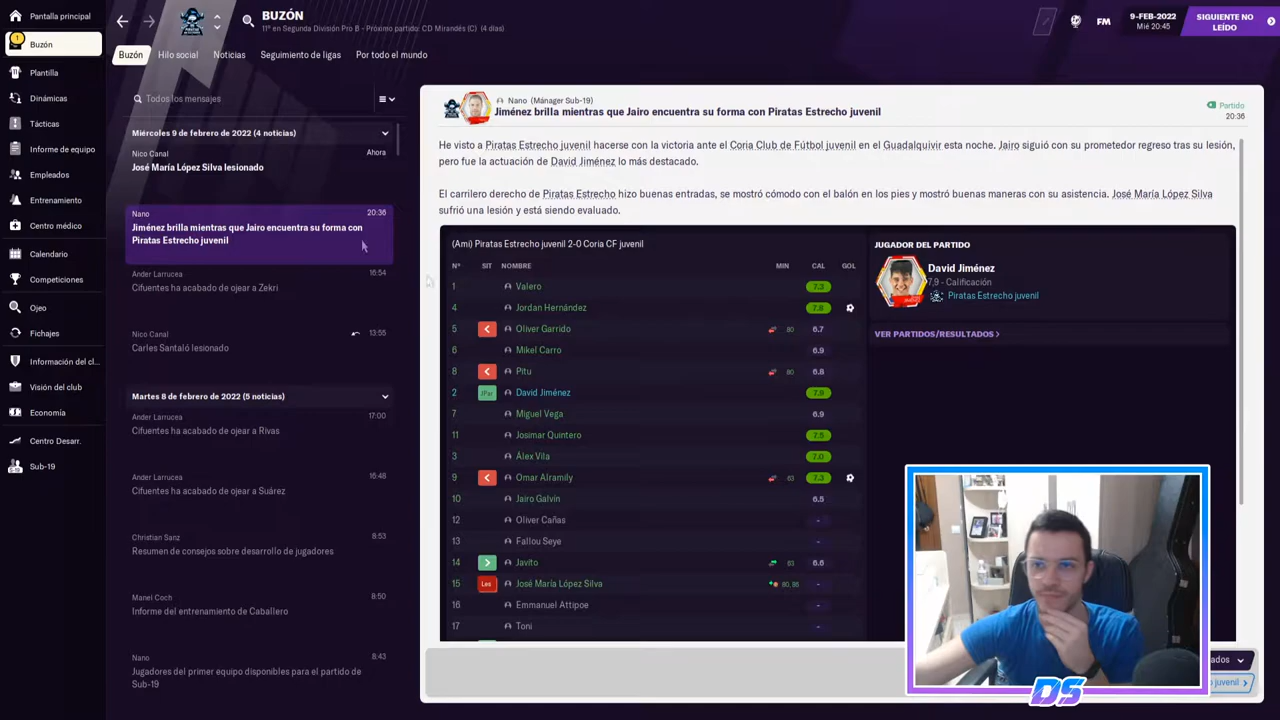 Pantalla principal
1
Buzón
Plantilla
Dinámicas
Tácticas
Informe de equipo
Empleados
Entrenamiento
Centro médico
Calendario
Competiciones
Ojeo
Fichajes
Información del cl...
Visión del club
Economía
Centro Desarr.
Sub-19
BUZÓN
11º en Segunda División Pro B - Próximo partido: CD Mirandés (C) (4 días)
FM
9-FEB-2022
Mié 20:45
SIGUIENTE NO
LEÍDO
Buzón
Hilo social
Noticias
Seguimiento de ligas
Por todo el mundo
Todos los mensajes
Miércoles 9 de febrero de 2022 (4 noticias)
Nico Canal
Ahora
José María López Silva lesionado
Nano
20:36
Jiménez brilla mientras que Jairo encuentra su forma con
Piratas Estrecho juvenil
Ander Larrucea
16:54
Cifuentes ha acabado de ojear a Zekri
Nico Canal
13:55
Carles Santaló lesionado
Martes 8 de febrero de 2022 (5 noticias)
Ander Larrucea
17:00
Cifuentes ha acabado de ojear a Rivas
Ander Larrucea
16:48
Cifuentes ha acabado de ojear a Suárez
Christian Sanz
8:53
Resumen de consejos sobre desarrollo de jugadores
Manel Coch
8:50
Informe del entrenamiento de Caballero
Nano
8:43
Jugadores del primer equipo disponibles para el partido de
Sub-19
Nano (Mánager Sub-19)
Jiménez brilla mientras que Jairo encuentra su forma con Piratas Estrecho juvenil
Partido
20:36
He visto a Piratas Estrecho juvenil hacerse con la victoria ante el Coria Club de Fútbol juvenil en el Guadalquivir esta noche. Jairo siguió con su prometedor regreso tras su lesión,
pero fue la actuación de David Jiménez lo más destacado.
El carrilero derecho de Piratas Estrecho hizo buenas entradas, se mostró cómodo con el balón en los pies y mostró buenas maneras con su asistencia. José María López Silva
sufrió una lesión y está siendo evaluado.
(Ami) Piratas Estrecho juvenil 2-0 Coria CF juvenil
Nº SIT NOMBRE MIN CAL GOL
1 Valero 7.3
4 Jordan Hernández 7.8
5 Oliver Garrido 80 6.7
6 Mikel Carro 6.9
8 Pitu 80 6.8
2 JPar David Jiménez 7.9
7 Miguel Vega 6.9
11 Josimar Quintero 7.5
3 Álex Vila 7.0
9 Omar Alramily 63 7.3
10 Jairo Galvín 6.5
12 Oliver Cañas -
13 Fallou Seye -
14 Javito 63 6.6
15 Les José María López Silva 80, 86 -
16 Emmanuel Attipoe -
17 Toni -
JUGADOR DEL PARTIDO
David Jiménez
7,9 - Calificación
Piratas Estrecho juvenil
VER PARTIDOS/RESULTADOS >
ados
juvenil >
DS